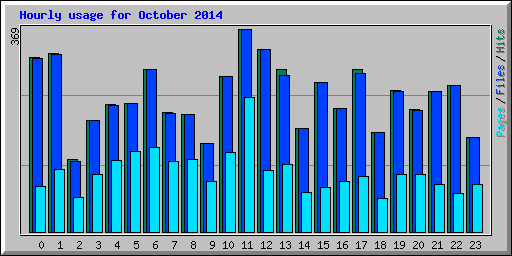 Hourly usage for October 2014
369
Pages/Files/Hits
0 1 2 3 4 5 6 7 8 9 10 11 12 13 14 15 16 17 18 19 20 21 22 23